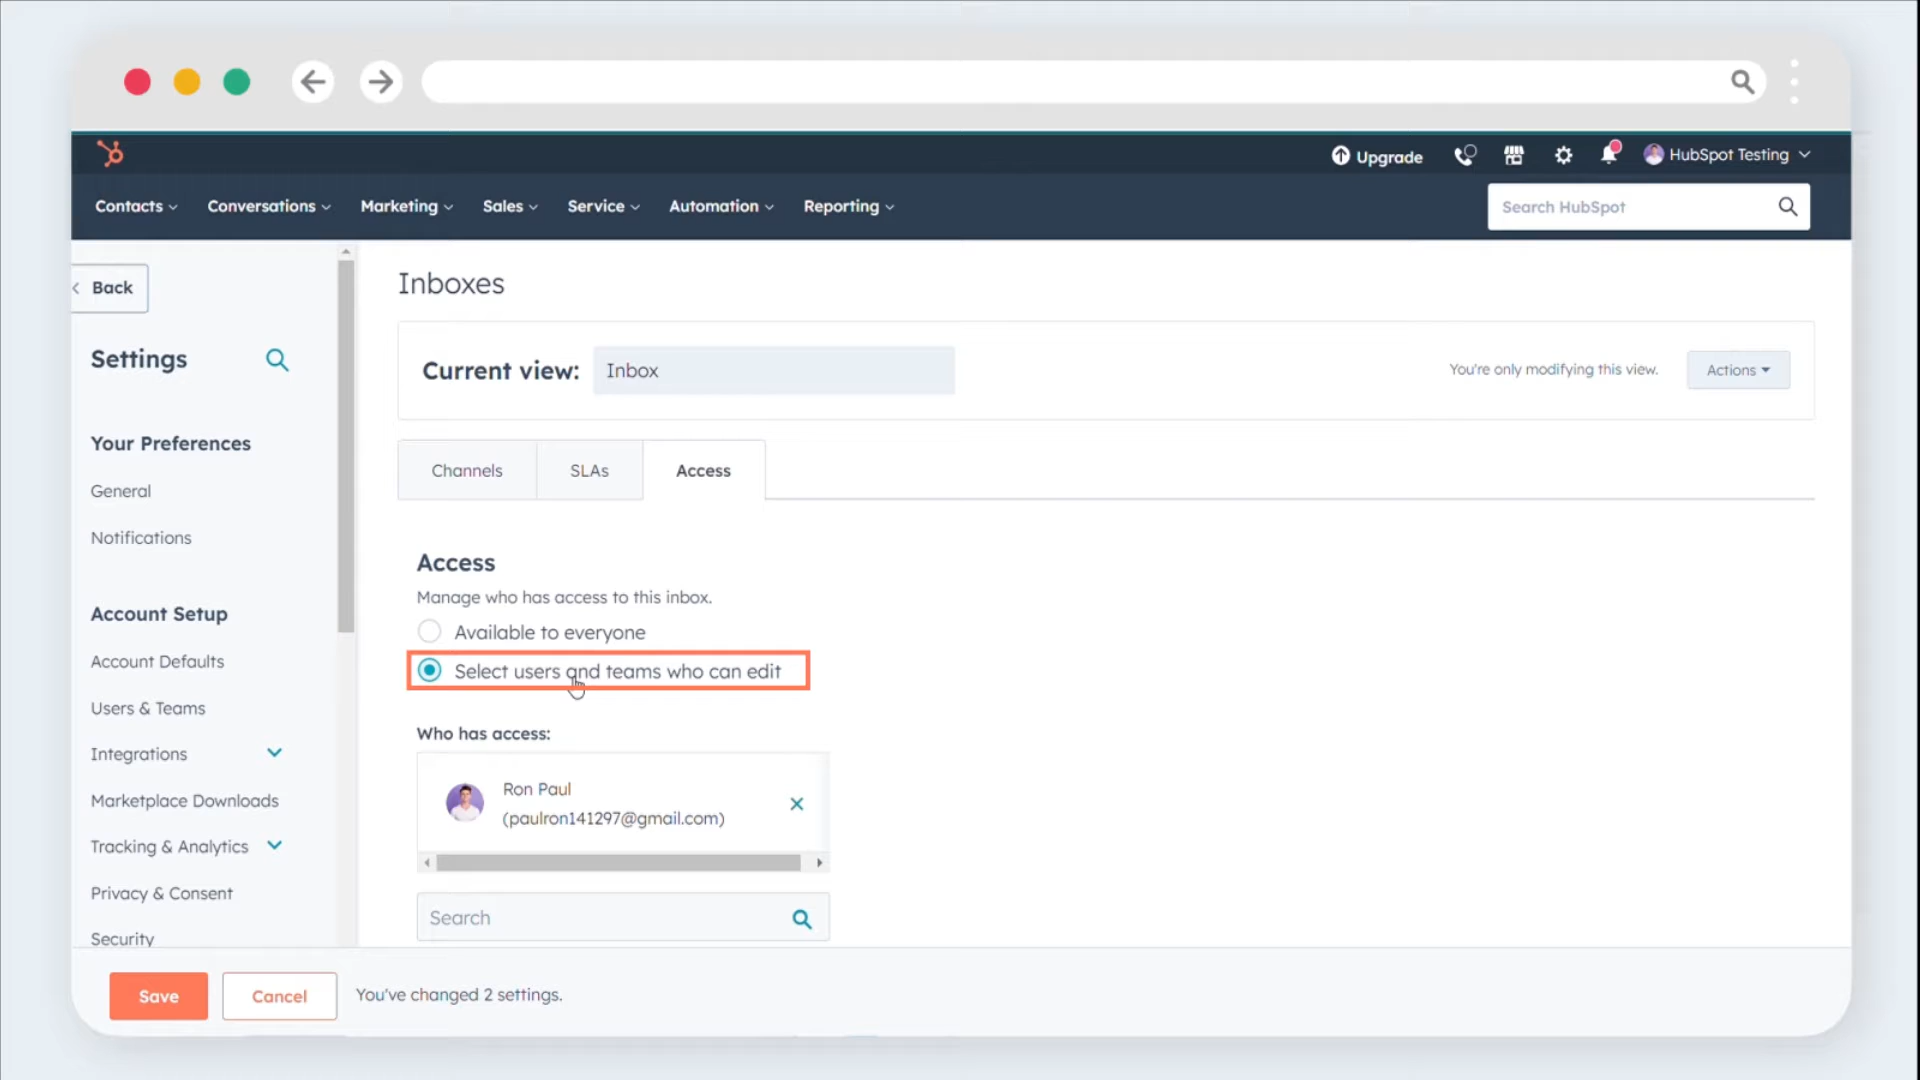 Upgrade
HubSpot Testing
Contacts
Conversations
Marketing
Sales
Service
Automation
Reporting
Search HubSpot
Back
Settings
Your Preferences
General
Notifications
Account Setup
Account Defaults
Users & Teams
Integrations
Marketplace Downloads
Tracking & Analytics
Privacy & Consent
Security
Inboxes
Current view: Inbox
You're only modifying this view.
Actions
Channels
SLAs
Access
Access
Manage who has access to this inbox.
Available to everyone
Select users and teams who can edit
Who has access:
Ron Paul
(paulron141297@gmail.com)
Search
Save
Cancel
You've changed 2 settings.